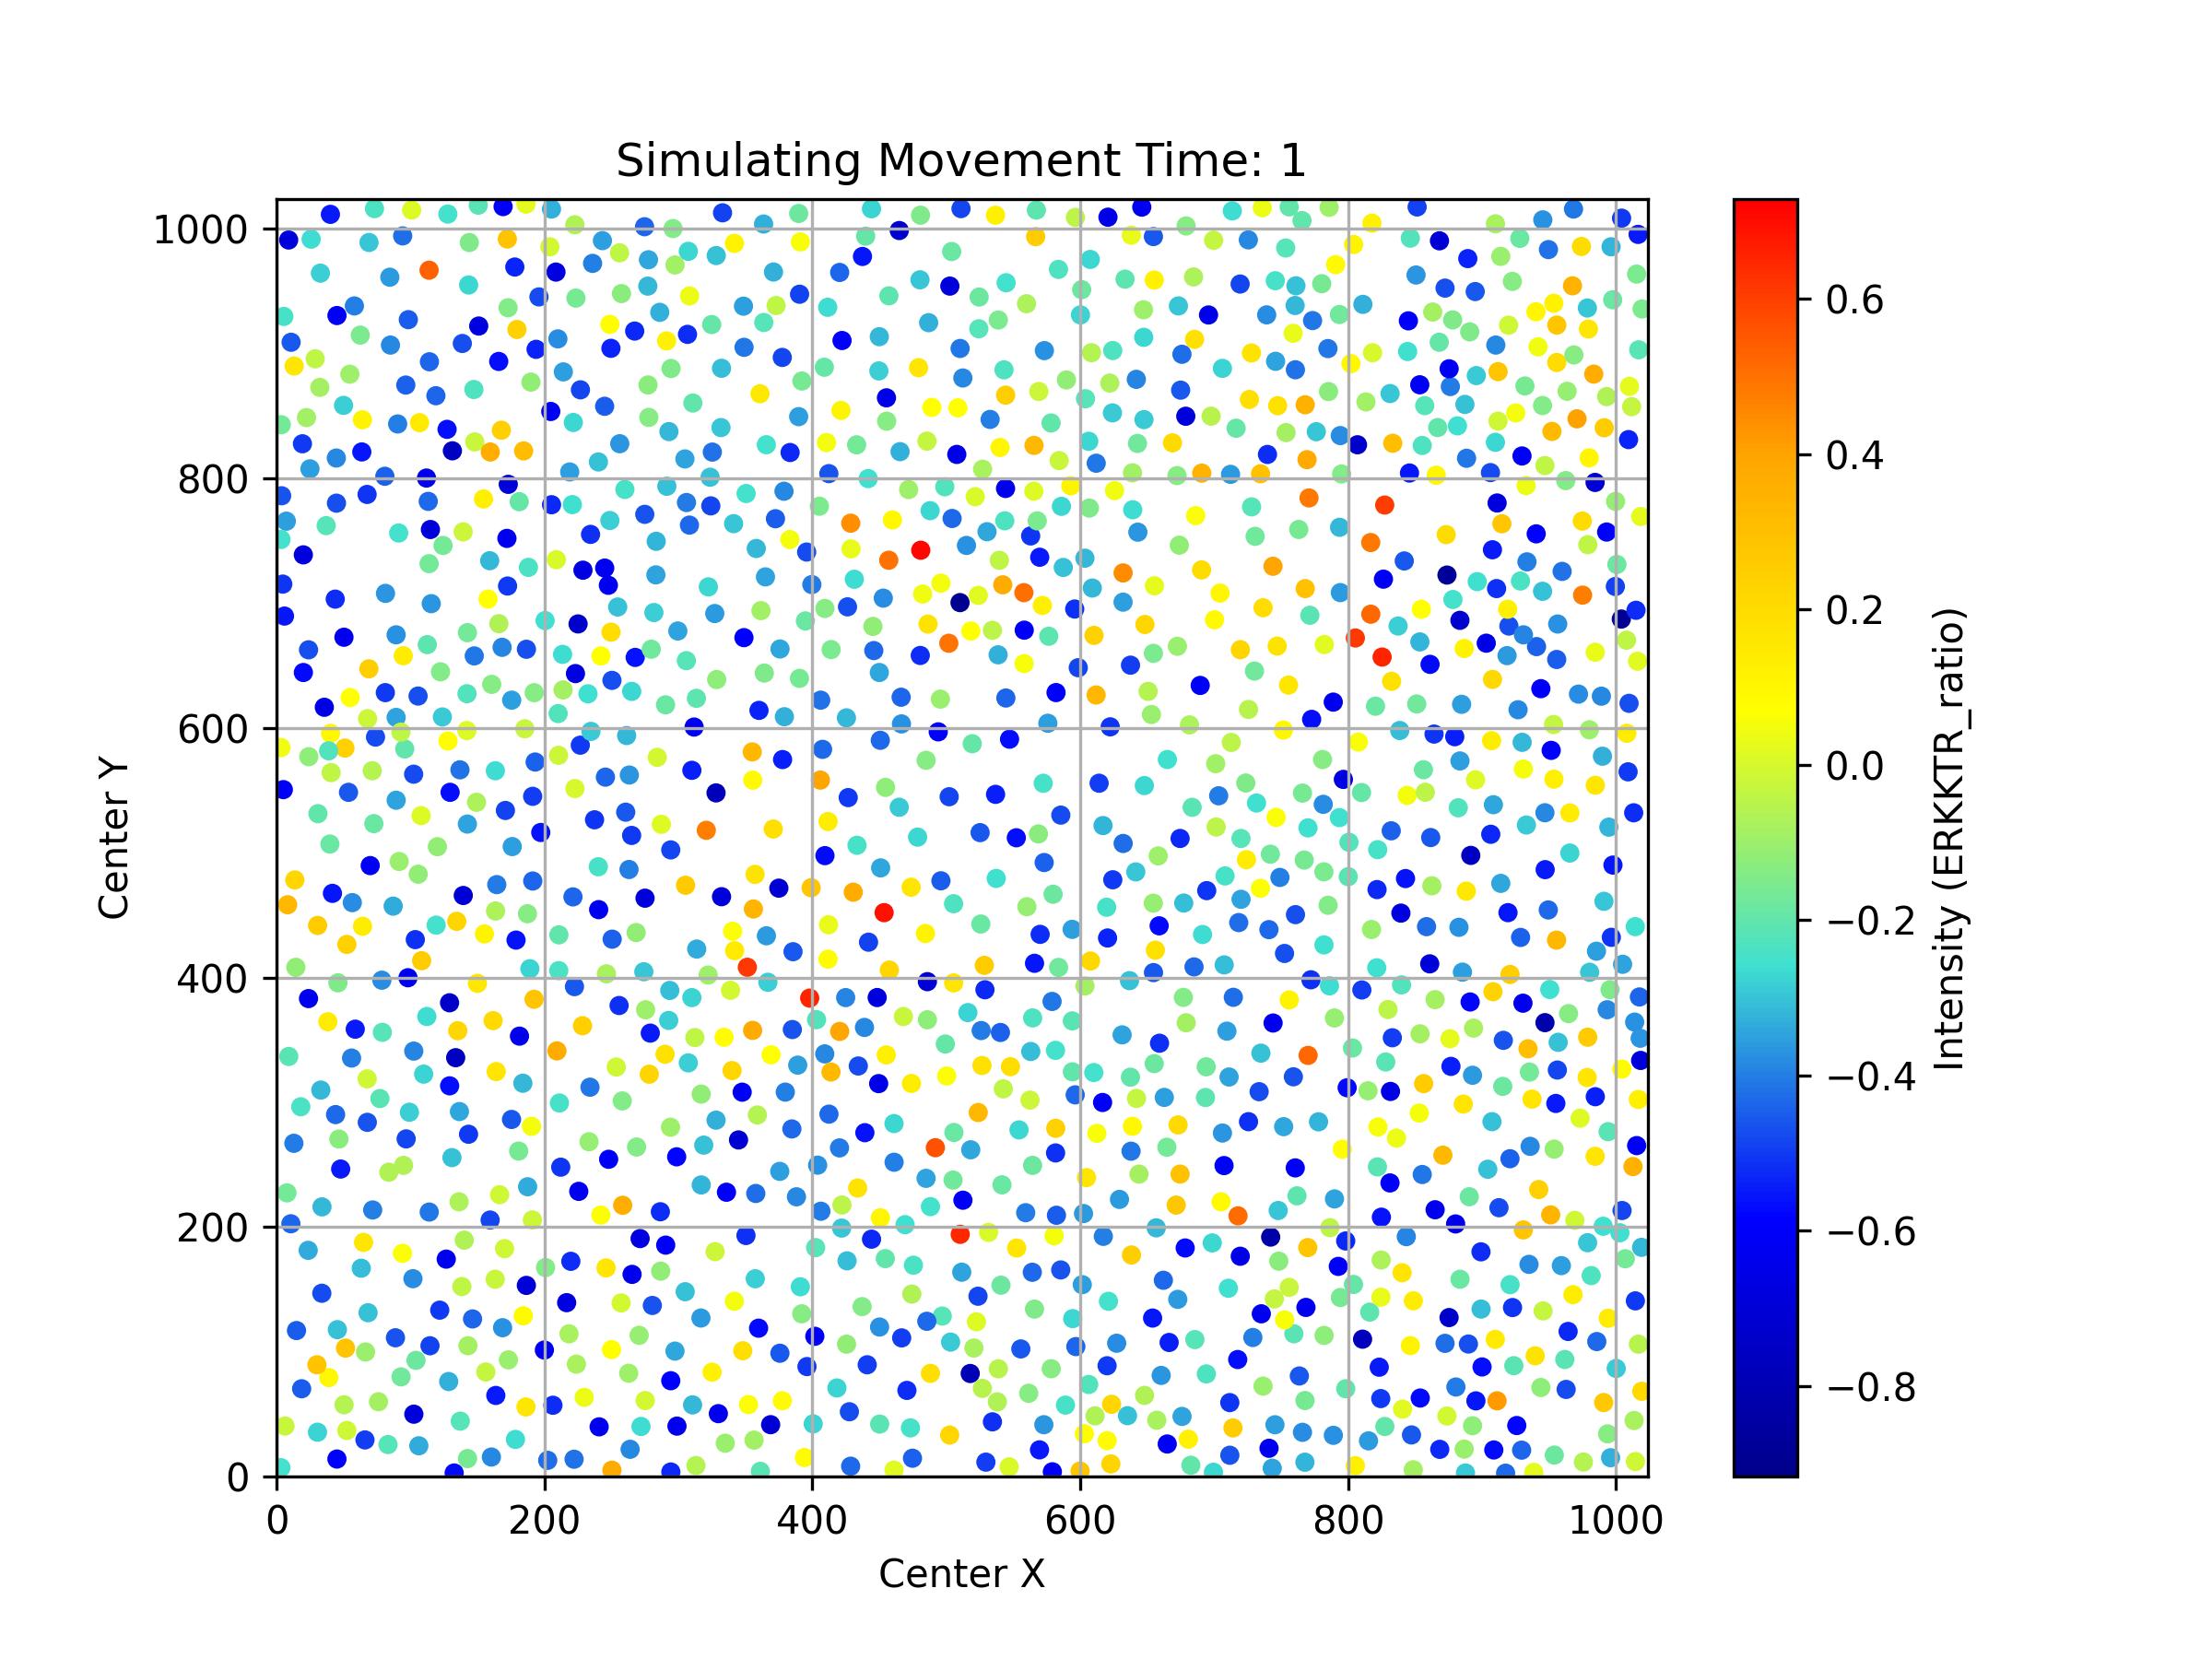 Simulating Movement Time: 1
Center Y
1000
800
600
400
200
0
0 200 400 600 800 1000
Center X
0.6
0.4
0.2
0.0
−0.2
−0.4
−0.6
−0.8
Intensity (ERKKTR_ratio)